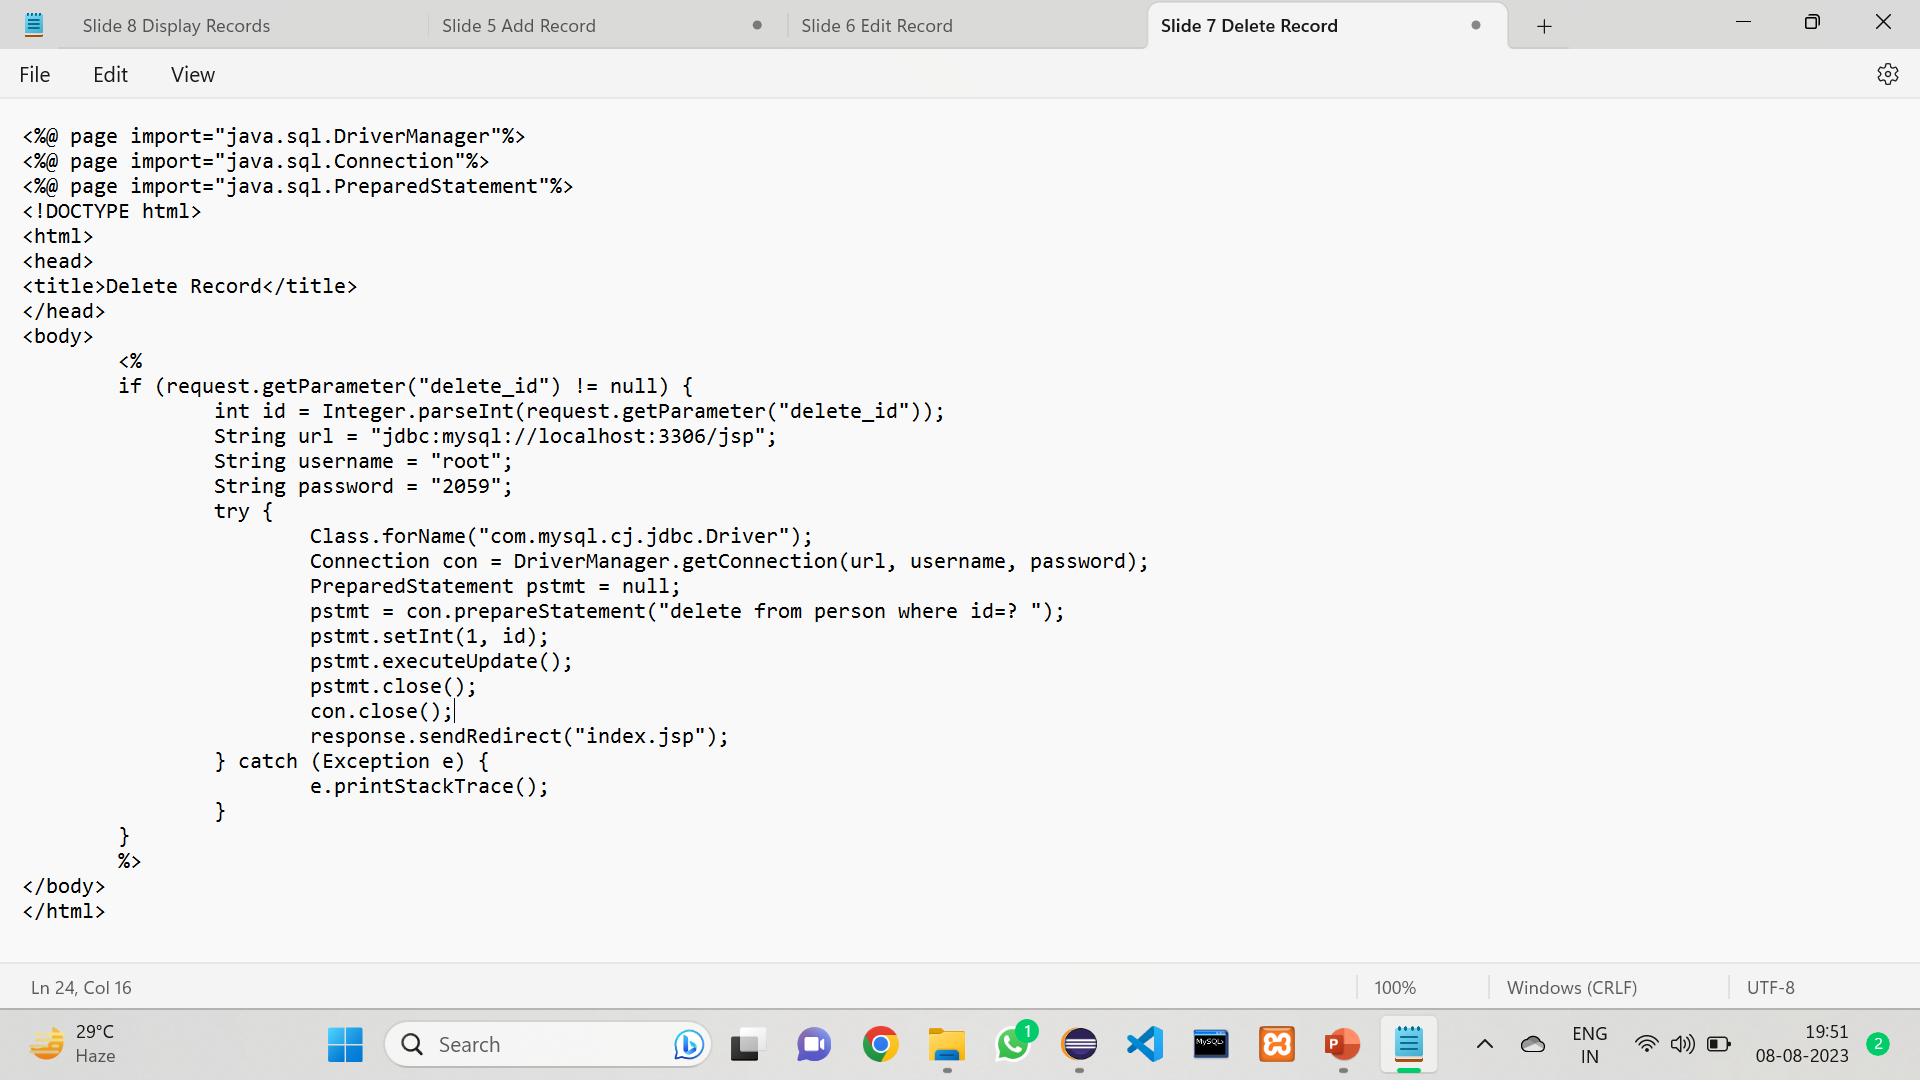 Slide 8 Display Records
Slide 5 Add Record
Slide 6 Edit Record
Slide 7 Delete Record
File
Edit
View
<%@ page import="java.sql.DriverManager"%>
<%@ page import="java.sql.Connection"%>
<%@ page import="java.sql.PreparedStatement"%>
<!DOCTYPE html>
<html>
<head>
<title>Delete Record</title>
</head>
<body>
	<%
	if (request.getParameter("delete_id") != null) {
		int id = Integer.parseInt(request.getParameter("delete_id"));
		String url = "jdbc:mysql://localhost:3306/jsp";
		String username = "root";
		String password = "2059";
		try {
			Class.forName("com.mysql.cj.jdbc.Driver");
			Connection con = DriverManager.getConnection(url, username, password);
			PreparedStatement pstmt = null;
			pstmt = con.prepareStatement("delete from person where id=? ");
			pstmt.setInt(1, id);
			pstmt.executeUpdate();
			pstmt.close();
			con.close();
			response.sendRedirect("index.jsp");
		} catch (Exception e) {
			e.printStackTrace();
		}
	}
	%>
</body>
</html>
Ln 24, Col 16
100%
Windows (CRLF)
UTF-8
29°C
Haze
Search
1
MySQL>
P
ENG
IN
19:51
08-08-2023
2